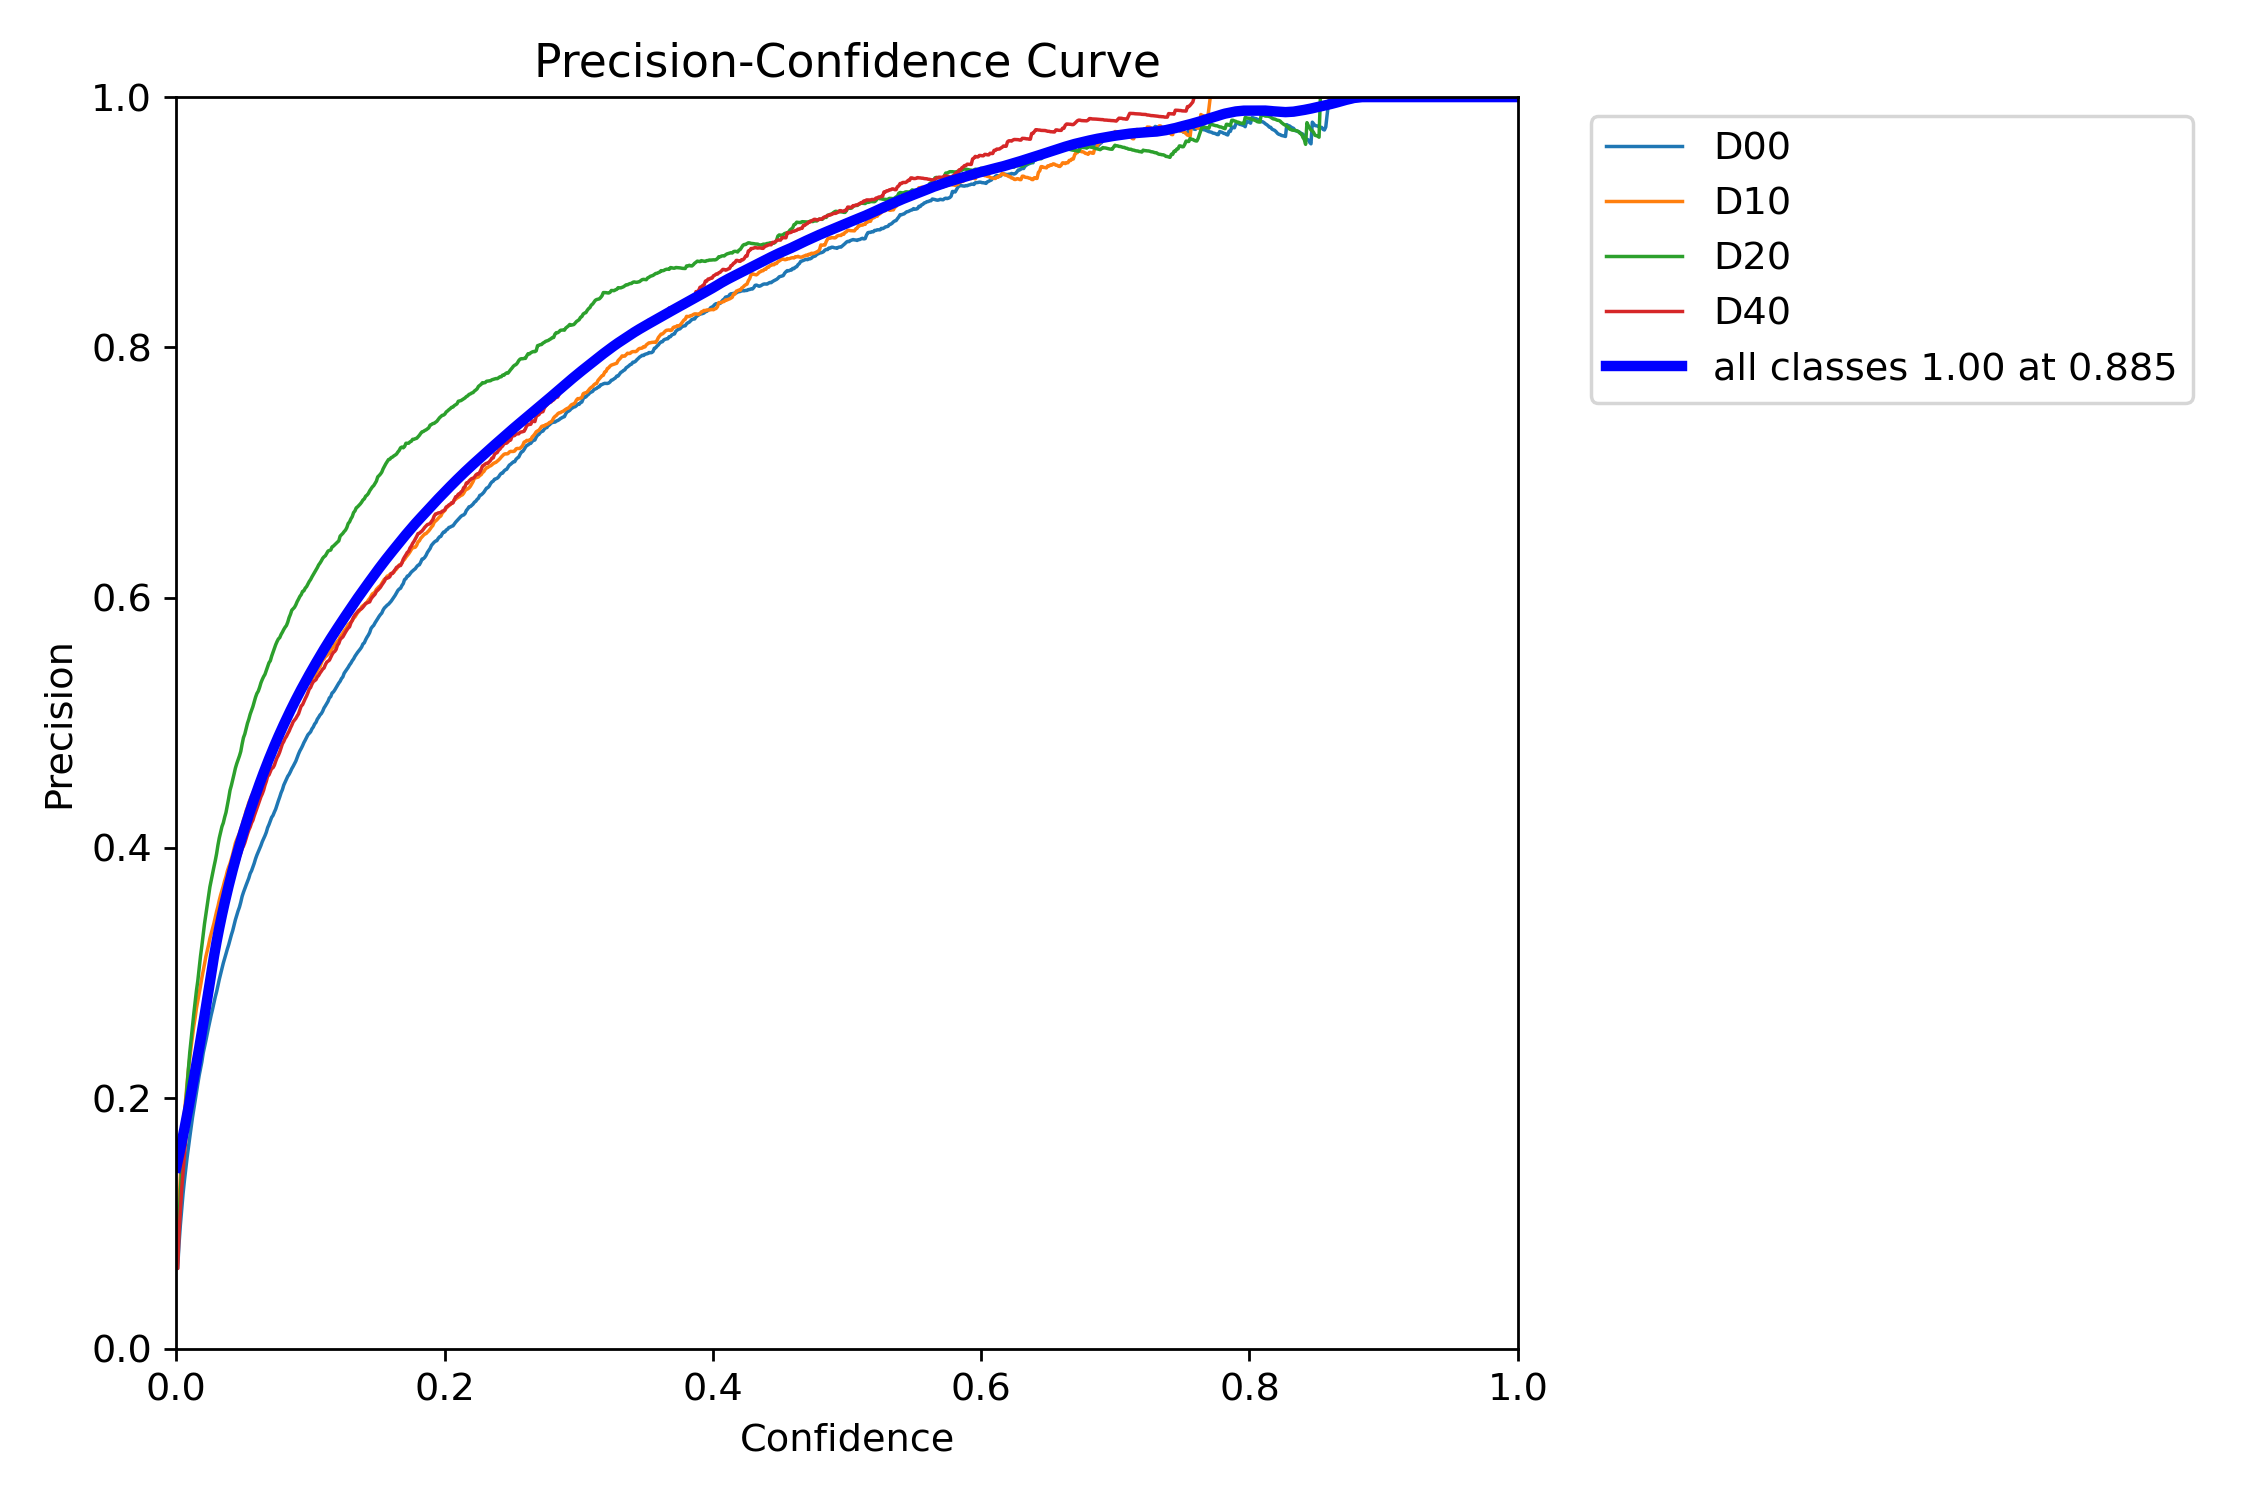 Precision-Confidence Curve
1.0
0.8
0.6
0.4
0.2
0.0
Precision
0.0 0.2 0.4 0.6 0.8 1.0
Confidence
D00
D10
D20
D40
all classes 1.00 at 0.885